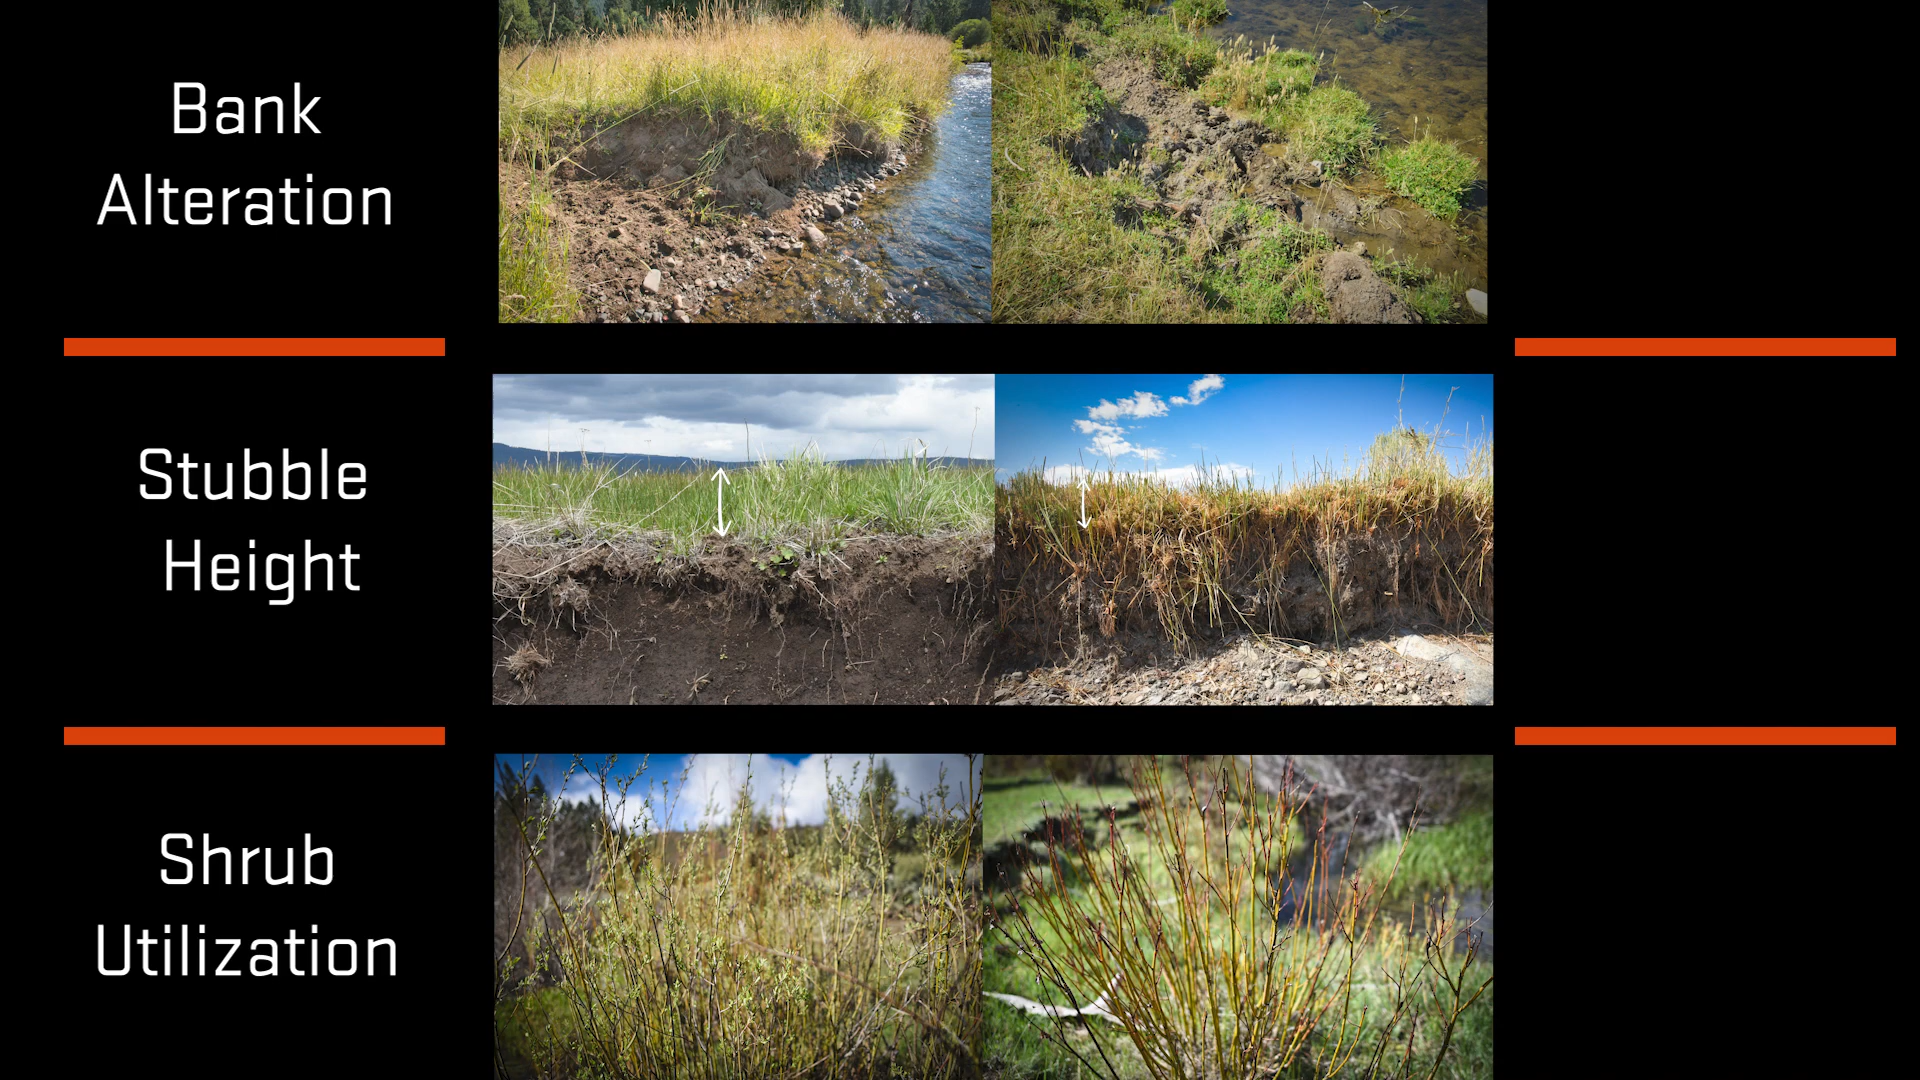 Bank
Alteration
Stubble
Height
Shrub
Utilization